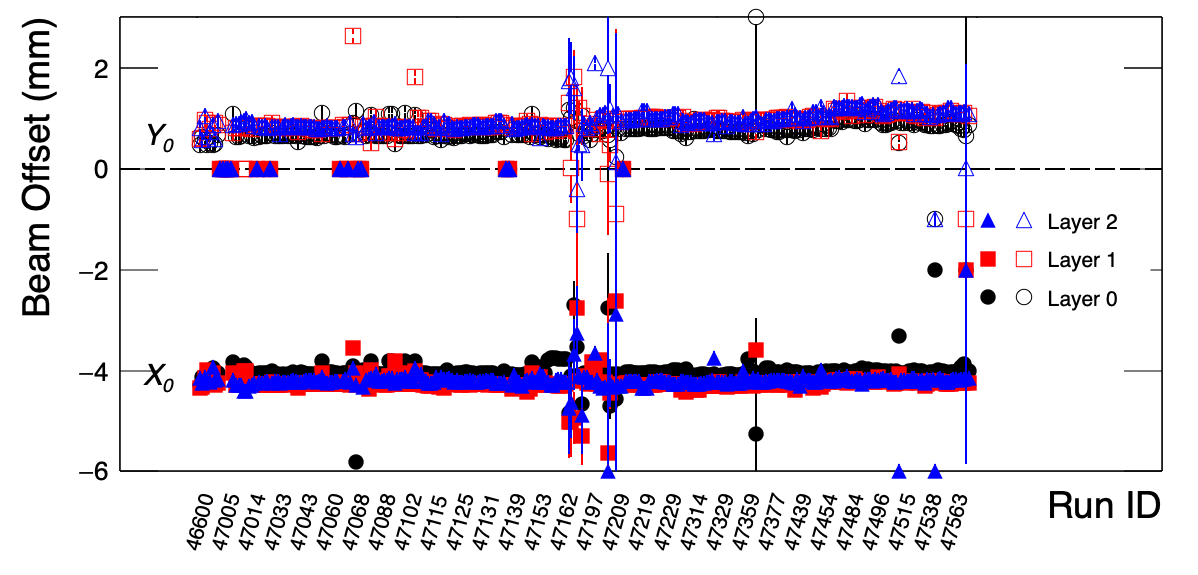 Beam Offset (mm)
2
Y0
0
Layer 2
Layer 1
−2
Layer 0
X0
−4
−6
46600 47005 47014 47033 47043 47060 47068 47088 47102 47115 47125 47131 47139 47153 47162 47197 47209 47219 47229 47314 47329 47359 47377 47439 47454 47484 47496 47515 47538 47563
Run ID